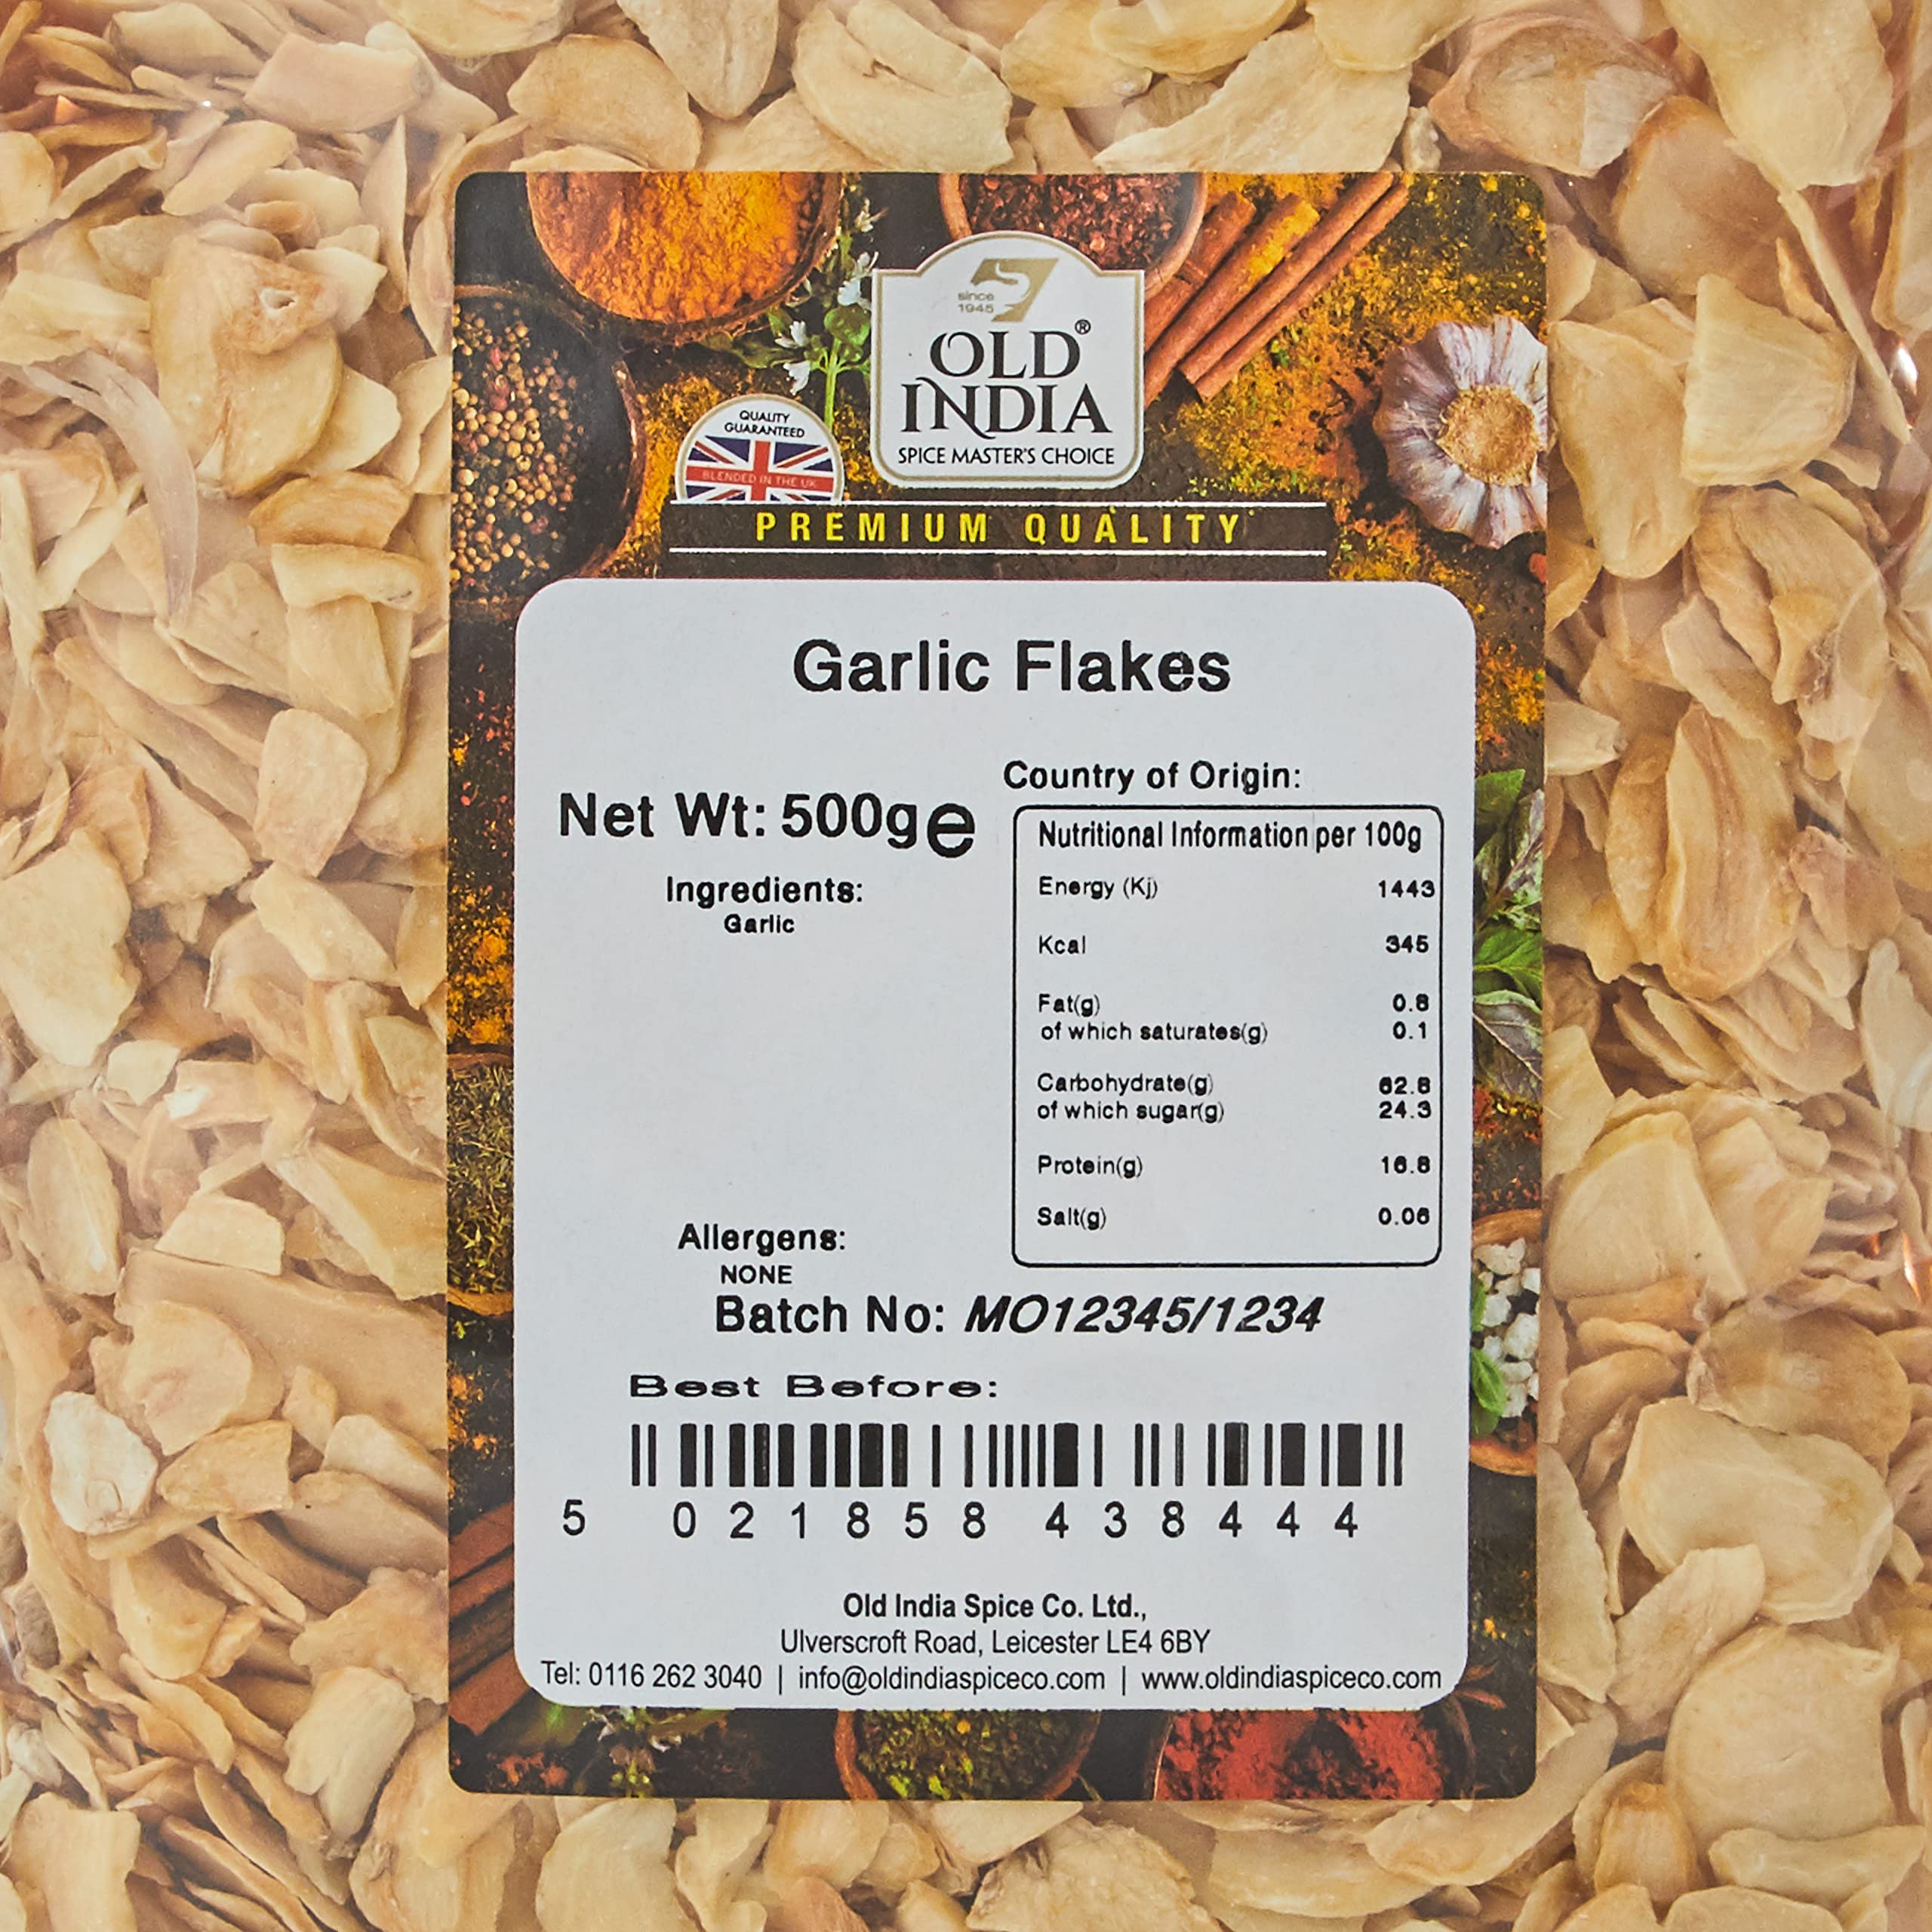 since
1945
OLD®
INDIA
SPICE MASTER'S CHOICE
QUALITY
GUARANTEED
BLENDED IN THE UK
PREMIUM QUALITY
Garlic Flakes
Net Wt: 500g e
Ingredients:
Garlic
Country of Origin:
Nutritional Information per 100g
Energy (Kj) 1443
Kcal 345
Fat(g) 0.8
of which saturates(g) 0.1
Carbohydrate(g) 62.8
of which sugar(g) 24.3
Protein(g) 16.8
Salt(g) 0.06
Allergens:
NONE
Batch No: MO12345/1234
Best Before:
5 021858 438444
Old India Spice Co. Ltd.,
Ulverscroft Road, Leicester LE4 6BY
Tel: 0116 262 3040 | info@oldindiaspiceco.com | www.oldindiaspiceco.com